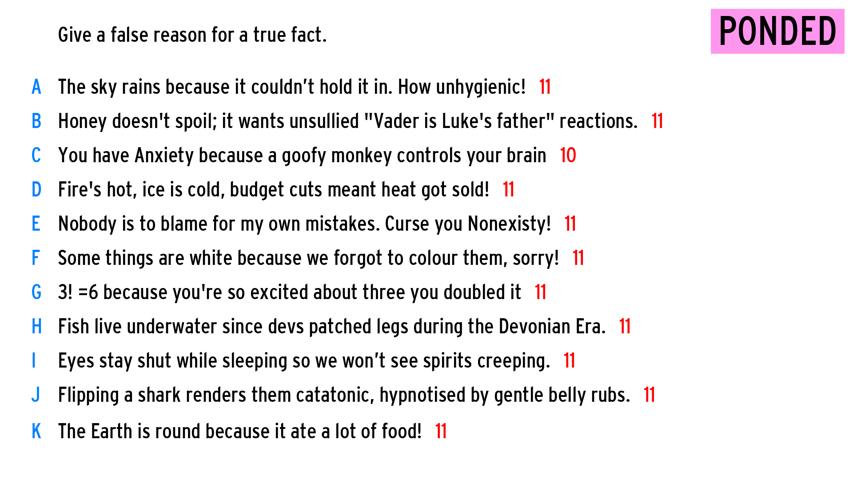 Give a false reason for a true fact.
PONDED
A The sky rains because it couldn't hold it in. How unhygienic! 11
B Honey doesn't spoil; it wants unsullied "Vader is Luke's father" reactions. 11
C You have Anxiety because a goofy monkey controls your brain 10
D Fire's hot, ice is cold, budget cuts meant heat got sold! 11
E Nobody is to blame for my own mistakes. Curse you Nonexisty! 11
F Some things are white because we forgot to colour them, sorry! 11
G 3! =6 because you're so excited about three you doubled it 11
H Fish live underwater since devs patched legs during the Devonian Era. 11
I Eyes stay shut while sleeping so we won't see spirits creeping. 11
J Flipping a shark renders them catatonic, hypnotised by gentle belly rubs. 11
K The Earth is round because it ate a lot of food! 11